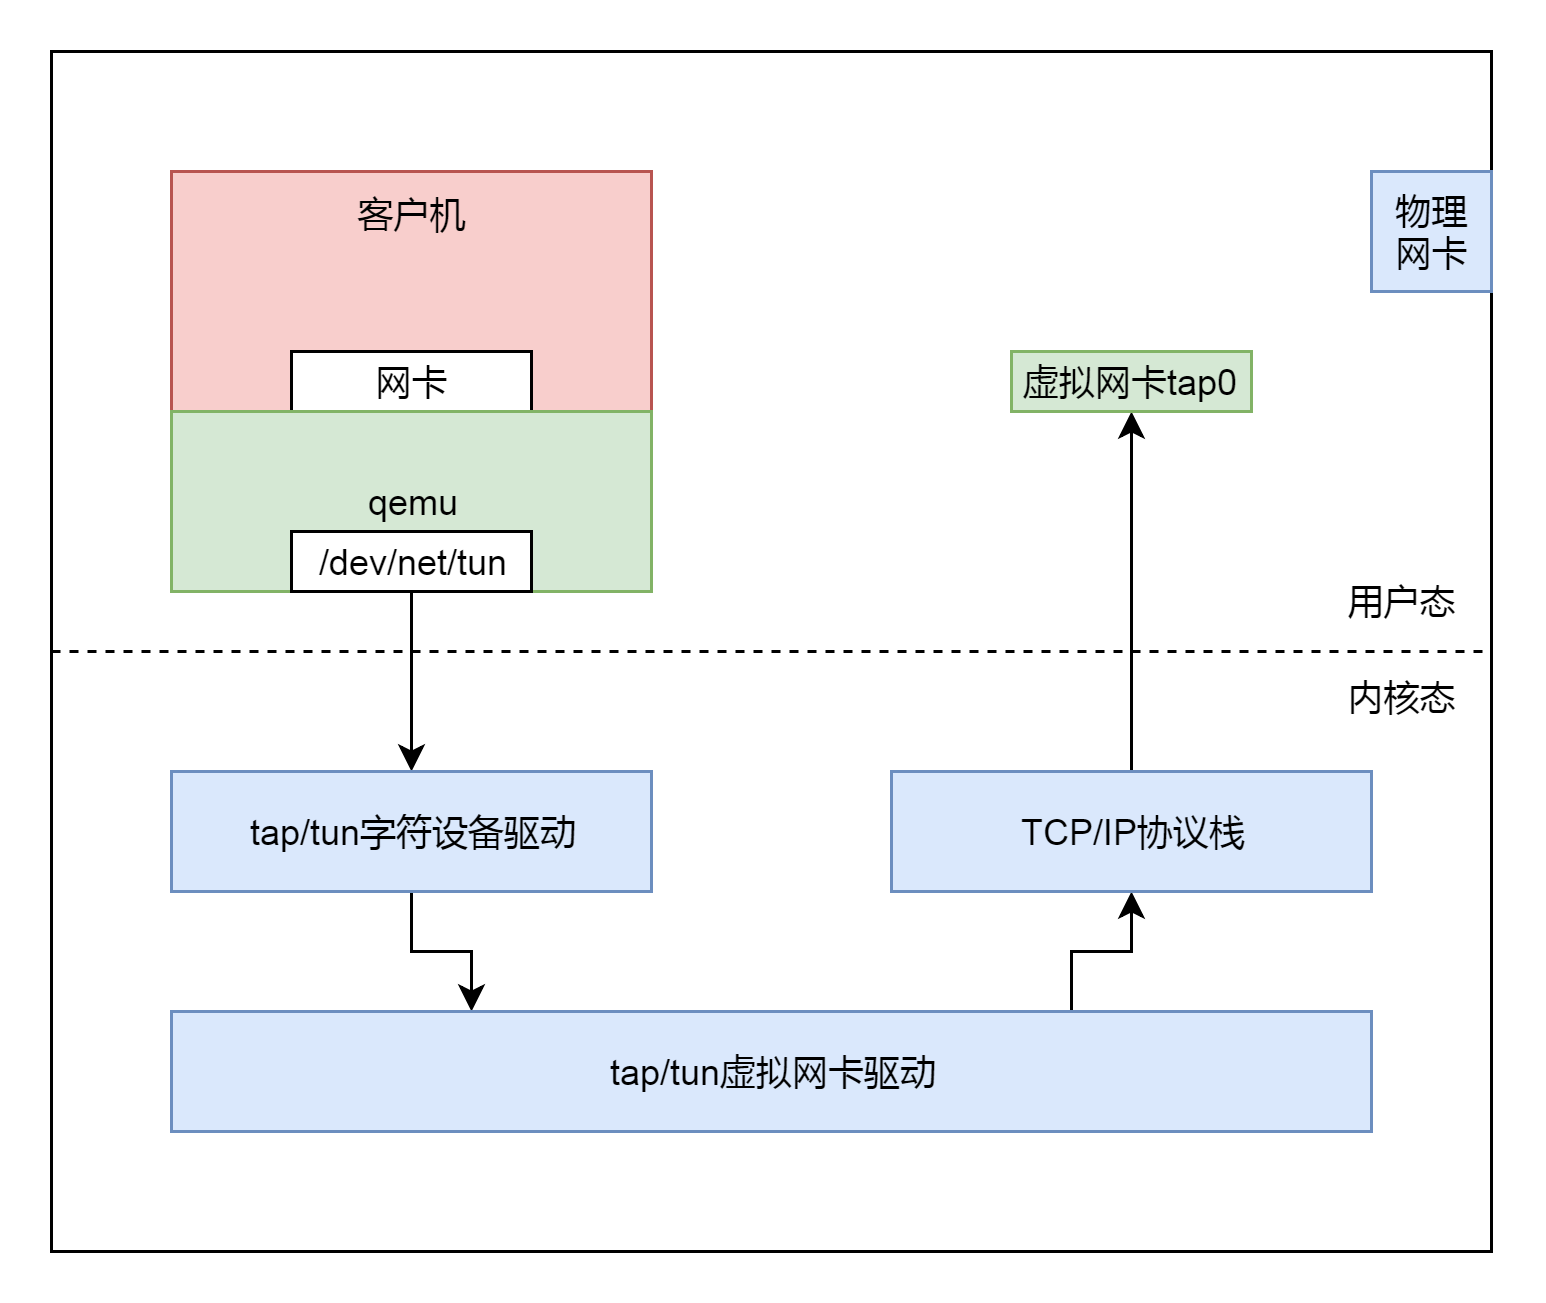 客户机
物理
网卡
网卡
虚拟网卡tap0
qemu
/dev/net/tun
用户态
内核态
tap/tun字符设备驱动
TCP/IP协议栈
tap/tun虚拟网卡驱动